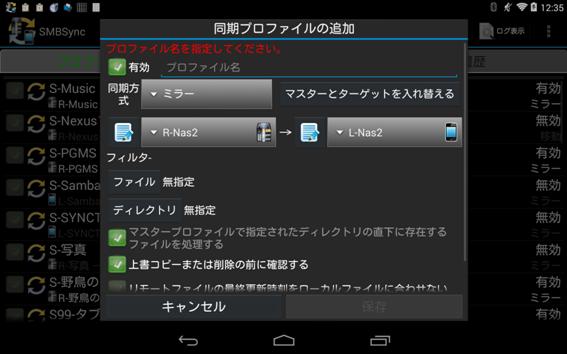 12:35
SMBSync
ログ表示
同期プロファイルの追加
プロファイル名を指定してください。
有効
プロファイル名
同期方式
ミラー
マスターとターゲットを入れ替える
R-Nas2
→
L-Nas2
フィルタ-
ファイル 無指定
ディレクトリ 無指定
マスタープロファイルで指定されたディレクトリの直下に存在する
ファイルを処理する
上書コピーまたは削除の前に確認する
リモートファイルの最終更新時刻をローカルファイルに合わせない
キャンセル
保存
履歴
S-Music
R-Music
有効
ミラー
S-Nexus
R-Nexus
無効
移動
S-PGMS
R-PGMS
有効
ミラー
S-Samba
L-Samba
無効
ミラー
S-SYNCT
無効
ミラー
S-写真
R-写真
無効
ミラー
S-野鳥の
R-野鳥の
有効
ミラー
S99-タブ
無効